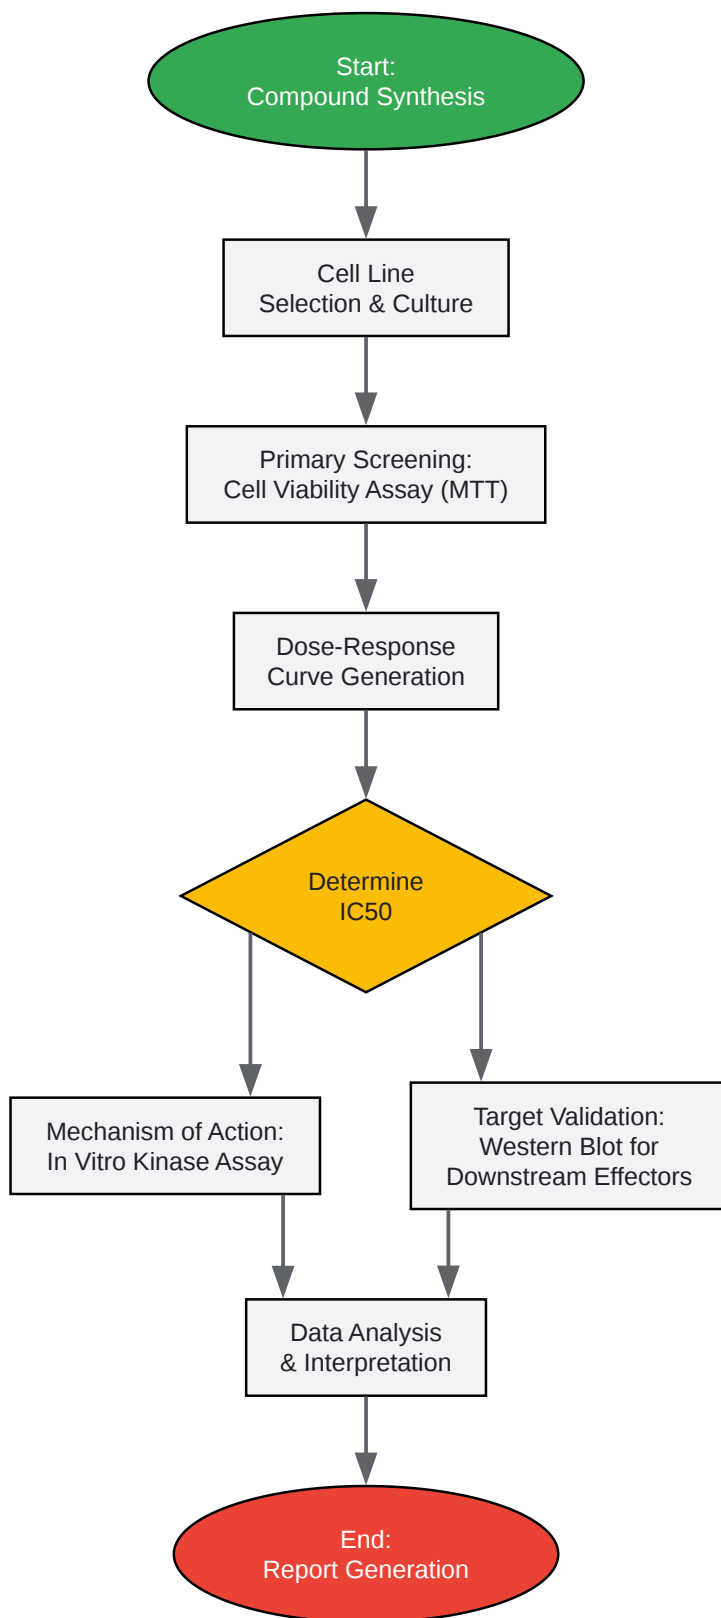 Start:
Compound Synthesis
Cell Line
Selection & Culture
Primary Screening:
Cell Viability Assay (MTT)
Dose-Response
Curve Generation
Determine
IC50
Mechanism of Action:
In Vitro Kinase Assay
Target Validation:
Western Blot for
Downstream Effectors
Data Analysis
& Interpretation
End:
Report Generation